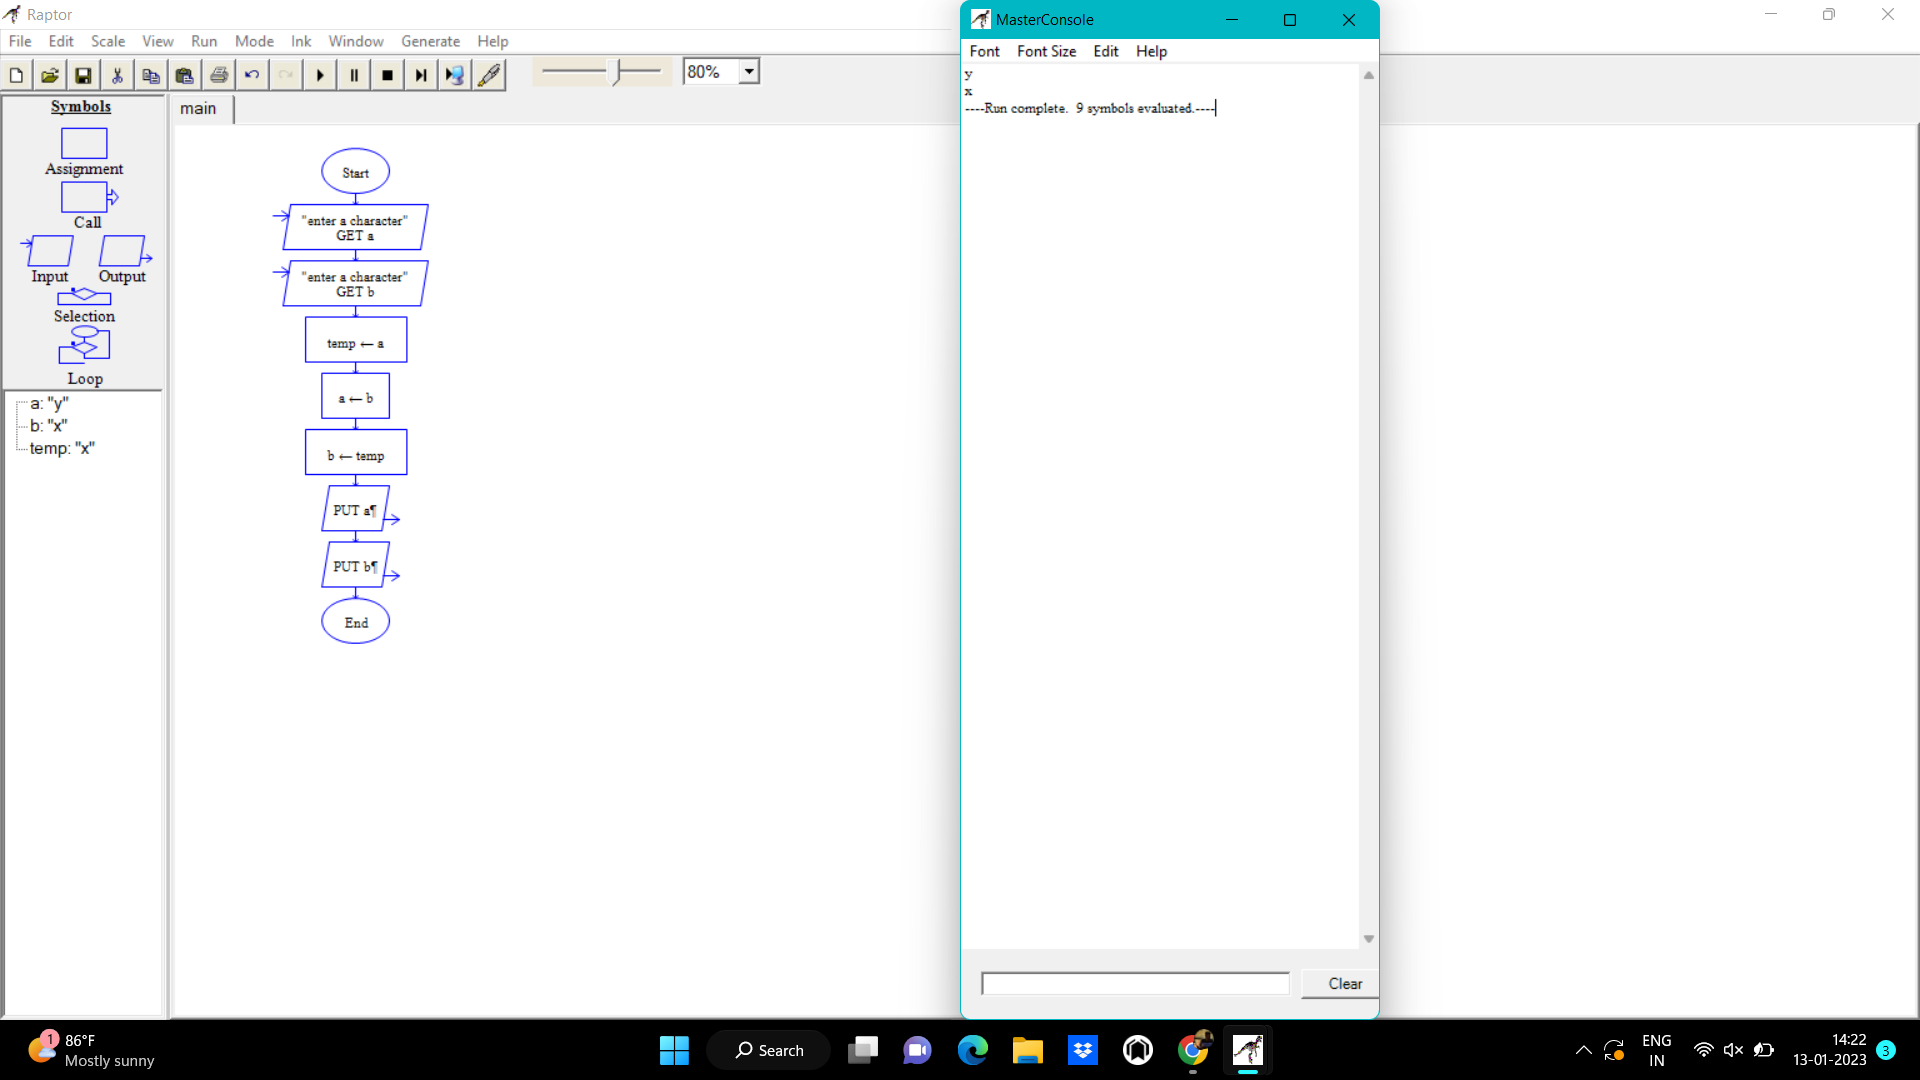 Raptor
File Edit Scale View Run Mode Ink Window Generate Help
80%
Symbols
Assignment
Call
Input Output
Selection
Loop
a: "y"
b: "x"
temp: "x"
main
Start
"enter a character"
GET a
"enter a character"
GET b
temp ← a
a ← b
b ← temp
PUT a¶
PUT b¶
End
MasterConsole
Font Font Size Edit Help
y
x
----Run complete. 9 symbols evaluated.----
Clear
1
86°F
Mostly sunny
Search
ENG
IN
14:22
13-01-2023
3